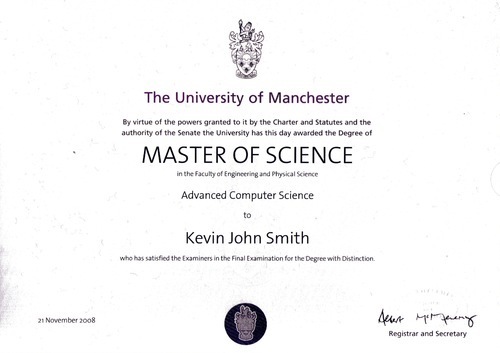 The University of Manchester
By virtue of the powers granted to it by the Charter and Statutes and the
authority of the Senate the University has this day awarded the Degree of
MASTER OF SCIENCE
in the Faculty of Engineering and Physical Science
Advanced Computer Science
to
Kevin John Smith
who has satisfied the Examiners in the Final Examination for the Degree with Distinction.
21 November 2008
Registrar and Secretary